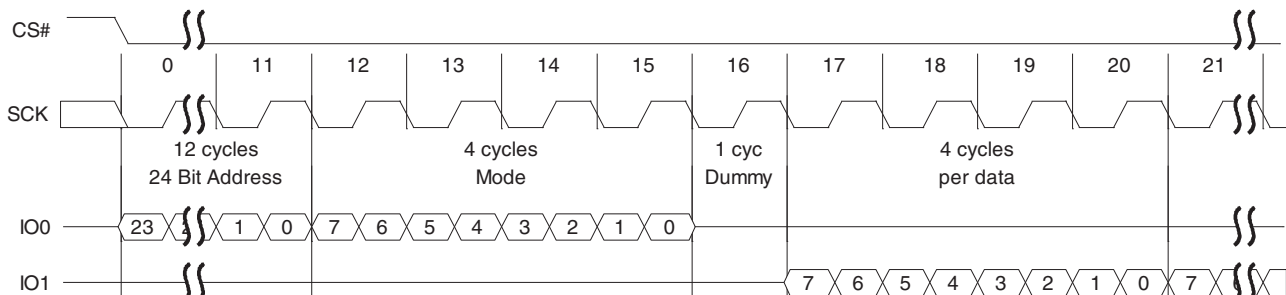 CS#
0 11 12 13 14 15 16 17 18 19 20 21
SCK
12 cycles 4 cycles 1 cyc 4 cycles
24 Bit Address Mode Dummy per data
IO0 23 1 0 7 6 5 4 3 2 1 0
IO1 7 6 5 4 3 2 1 0 7